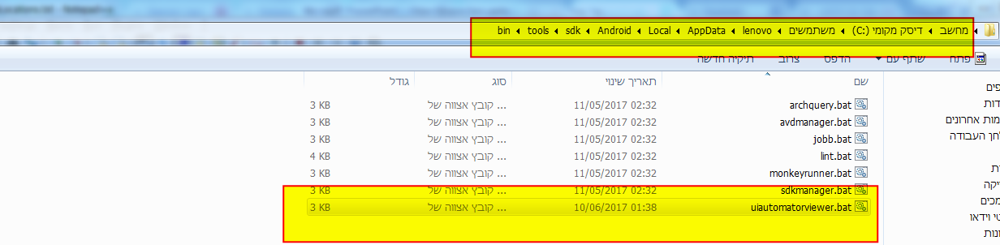 מחשב ◄ דיסק מקומי (C:) ◄ משתמשים ◄ lenovo ◄ AppData ◄ Local ◄ Android ◄ sdk ◄ tools ◄ bin
פתח שתף עם ▼ הדפס צרוב תיקיה חדשה
שם תאריך שינוי סוג גודל
archquery.bat 11/05/2017 02:32 קובץ אצווה של ... 3 KB
avdmanager.bat 11/05/2017 02:32 קובץ אצווה של ... 3 KB
jobb.bat 11/05/2017 02:32 קובץ אצווה של ... 3 KB
lint.bat 11/05/2017 02:32 קובץ אצווה של ... 4 KB
monkeyrunner.bat 11/05/2017 02:32 קובץ אצווה של ... 3 KB
sdkmanager.bat 11/05/2017 02:32 קובץ אצווה של ... 3 KB
uiautomatorviewer.bat 10/06/2017 01:38 קובץ אצווה של ... 3 KB
פים
דות
מות אחרונים
לחן העבודה
ות
יקה
מכים
טי וידאו
ונות